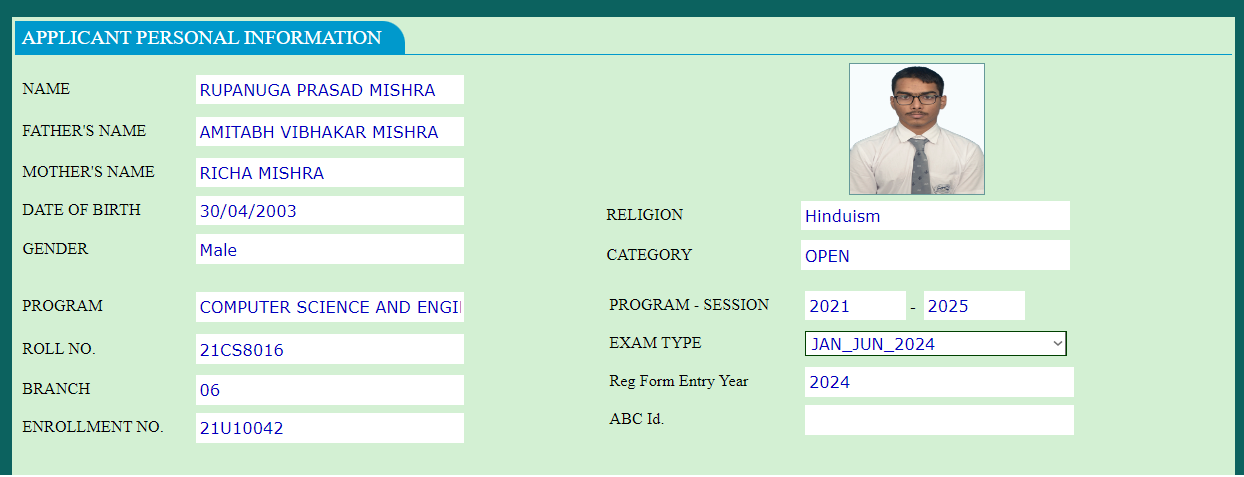 APPLICANT PERSONAL INFORMATION
NAME RUPANUGA PRASAD MISHRA
FATHER'S NAME AMITABH VIBHAKAR MISHRA
MOTHER'S NAME RICHA MISHRA
DATE OF BIRTH 30/04/2003
GENDER Male
RELIGION Hinduism
CATEGORY OPEN
PROGRAM COMPUTER SCIENCE AND ENGI
ROLL NO. 21CS8016
BRANCH 06
ENROLLMENT NO. 21U10042
PROGRAM - SESSION 2021 - 2025
EXAM TYPE JAN_JUN_2024
Reg Form Entry Year 2024
ABC Id.